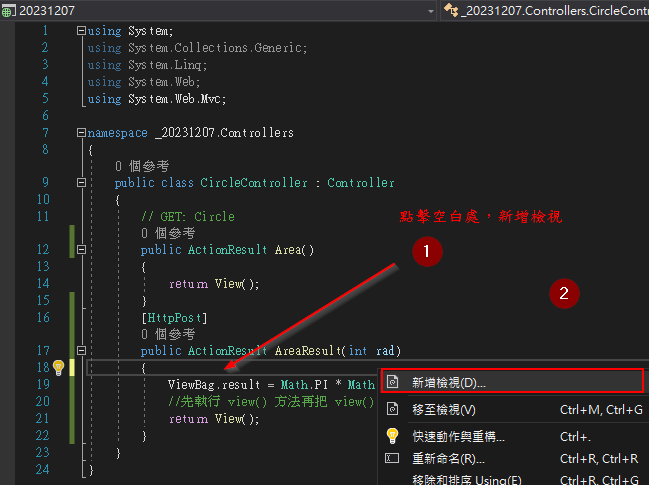 20231207
_20231207.Controllers.CircleContr
1 using System;
2 using System.Collections.Generic;
3 using System.Linq;
4 using System.Web;
5 using System.Web.Mvc;
6
7 namespace _20231207.Controllers
8 {
0 個參考
9 public class CircleController : Controller
10 {
11 // GET: Circle
點擊空白處，新增檢視
0 個參考
12 public ActionResult Area()
1
13 {
14 return View();
2
15 }
16 [HttpPost]
0 個參考
17 public ActionResult AreaResult(int rad)
18 {
19 ViewBag.result = Math.PI * Math
20 //先執行 view() 方法再把 view()
21 return View();
22 }
23 }
24 }
新增檢視(D)...
移至檢視(V) Ctrl+M, Ctrl+G
快速動作與重構... Ctrl+.
重新命名(R)... Ctrl+R, Ctrl+R
移除和排序 Using(E) Ctrl+R, Ctrl+G